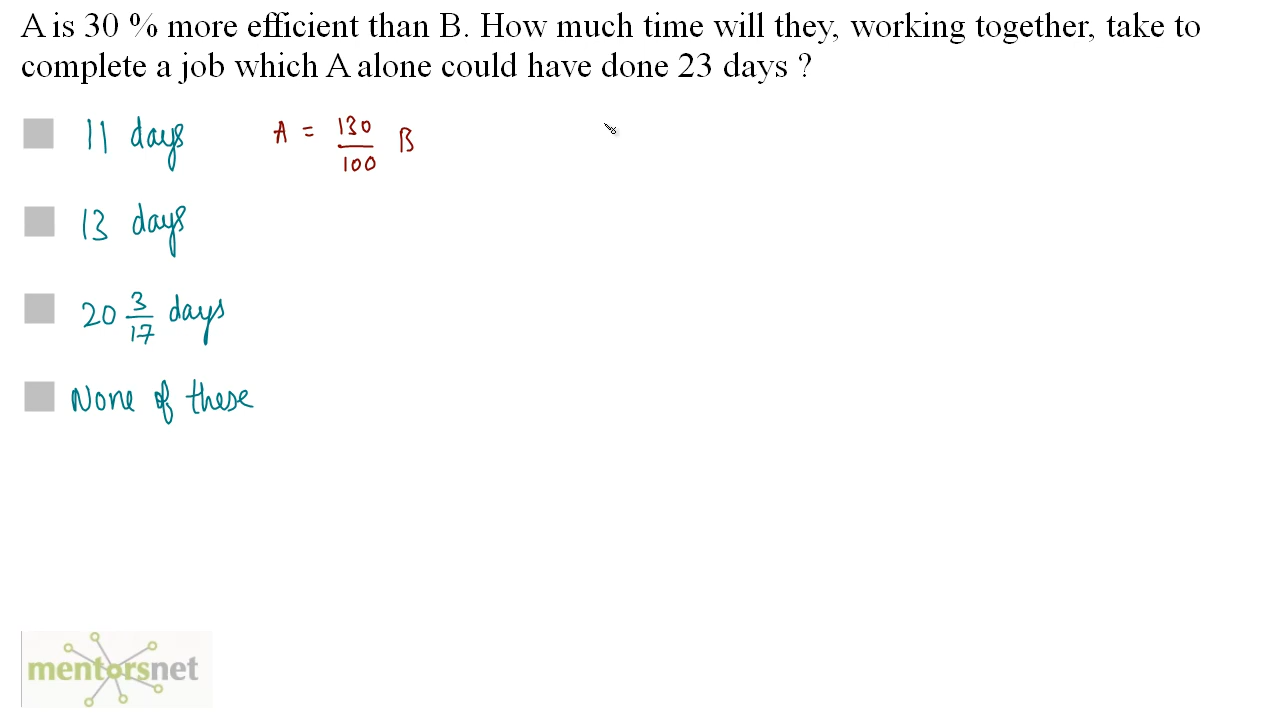 A is 30 % more efficient than B. How much time will they, working together, take to
complete a job which A alone could have done 23 days ?
11 days
A = 130/100 B
13 days
20 3/17 days
None of these
mentorsnet